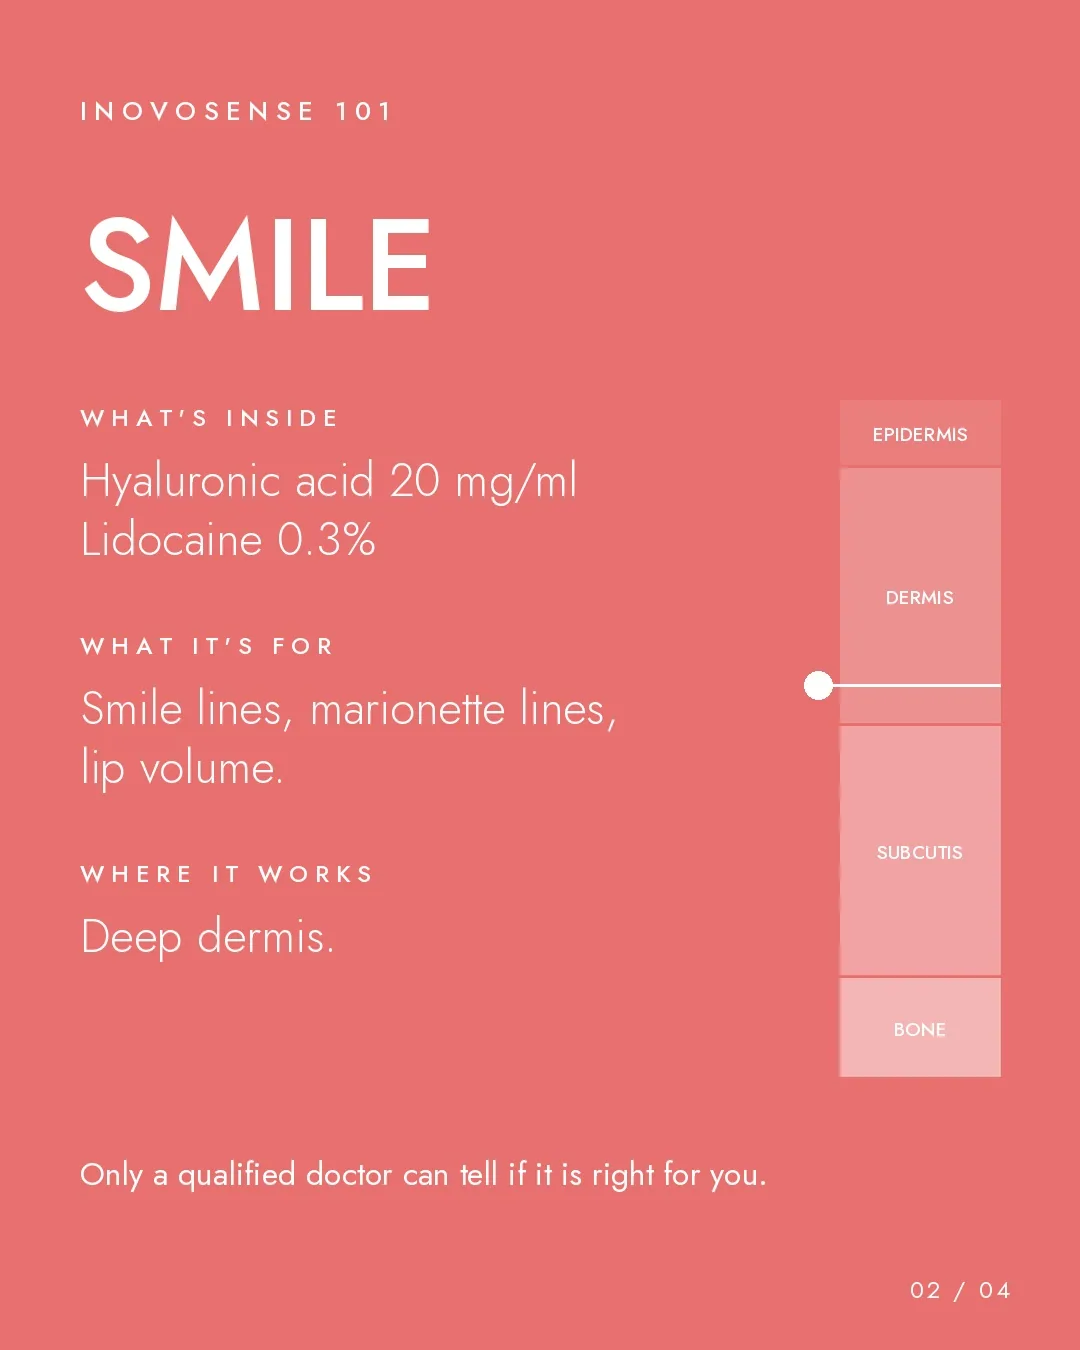 INOVOSENSE 101
SMILE
WHAT'S INSIDE
Hyaluronic acid 20 mg/ml
Lidocaine 0.3%
WHAT IT'S FOR
Smile lines, marionette lines,
lip volume.
WHERE IT WORKS
Deep dermis.
EPIDERMIS
DERMIS
SUBCUTIS
BONE
Only a qualified doctor can tell if it is right for you.
02 / 04